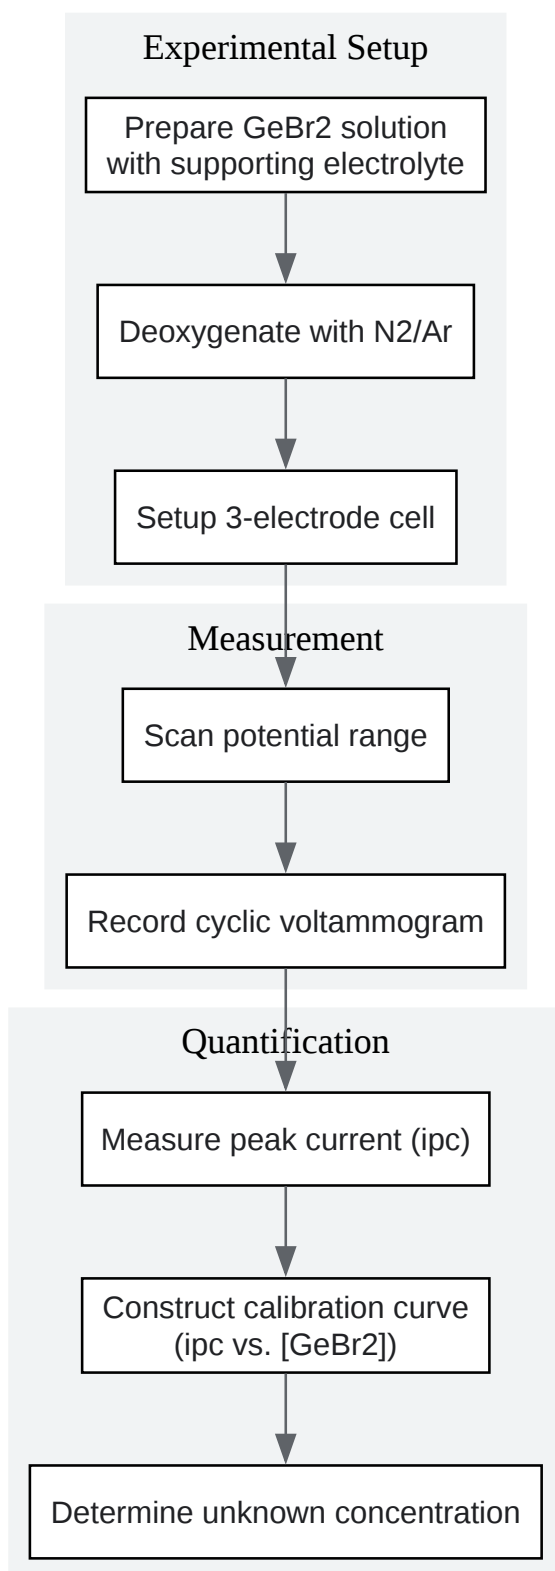 Experimental Setup
Prepare GeBr2 solution
with supporting electrolyte
Deoxygenate with N2/Ar
Setup 3-electrode cell
Measurement
Scan potential range
Record cyclic voltammogram
Quantification
Measure peak current (ipc)
Construct calibration curve
(ipc vs. [GeBr2])
Determine unknown concentration